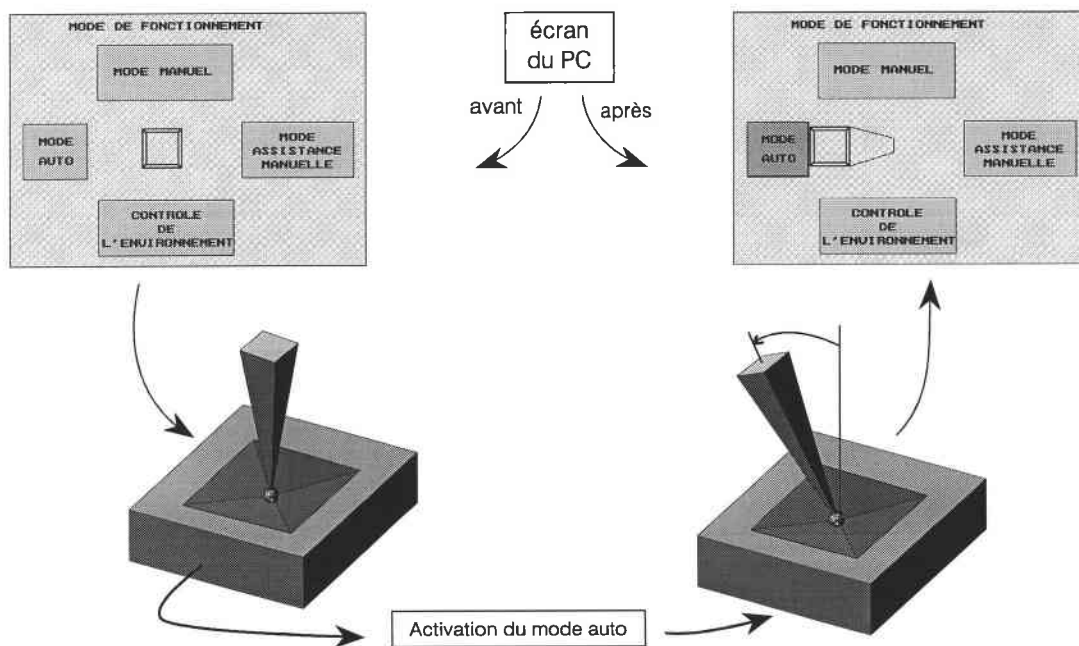 MODE DE FONCTIONNEMENT
MODE MANUEL
MODE
AUTO
MODE
ASSISTANCE
MANUELLE
CONTROLE
DE
L'ENVIRONNEMENT
écran
du PC
avant
après
MODE DE FONCTIONNEMENT
MODE MANUEL
MODE
AUTO
MODE
ASSISTANCE
MANUELLE
CONTROLE
DE
L'ENVIRONNEMENT
Activation du mode auto